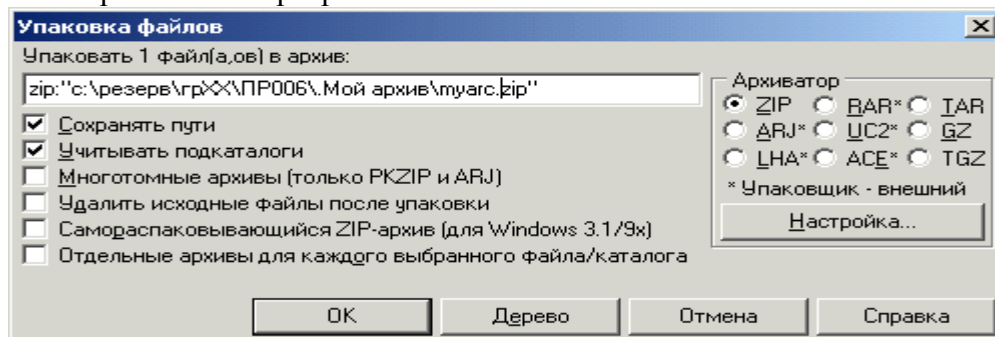 Упаковка файлов
Упаковать 1 файл(а,ов) в архив:
zip:"c:\резерв\грХХ\ПР006\.Мой архив\myarc.zip"
Сохранять пути
Учитывать подкаталоги
Многотомные архивы (только PKZIP и ARJ)
Удалить исходные файлы после упаковки
Самораспаковывающийся ZIP-архив (для Windows 3.1/9x)
Отдельные архивы для каждого выбранного файла/каталога
Архиватор
ZIP RAR* TAR
ARJ* UC2* GZ
LHA* ACE* TGZ
* Упаковщик - внешний
Настройка...
OK Дерево Отмена Справка